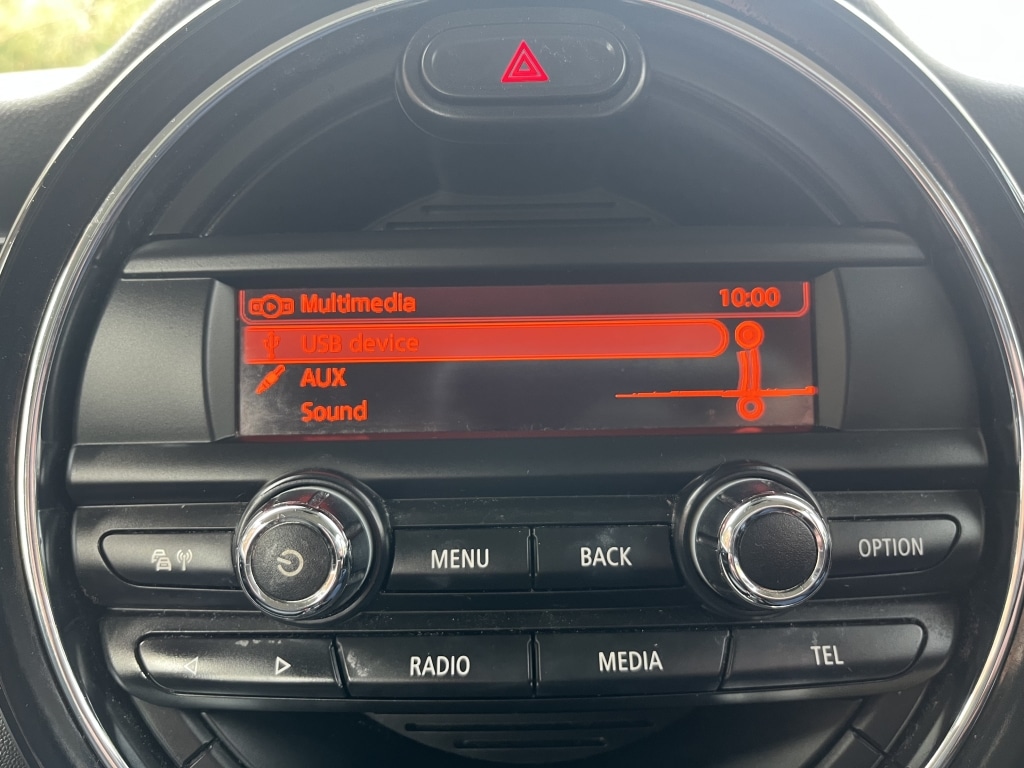 Multimedia 10:00
USB device
AUX
Sound
MENU BACK OPTION
RADIO MEDIA TEL